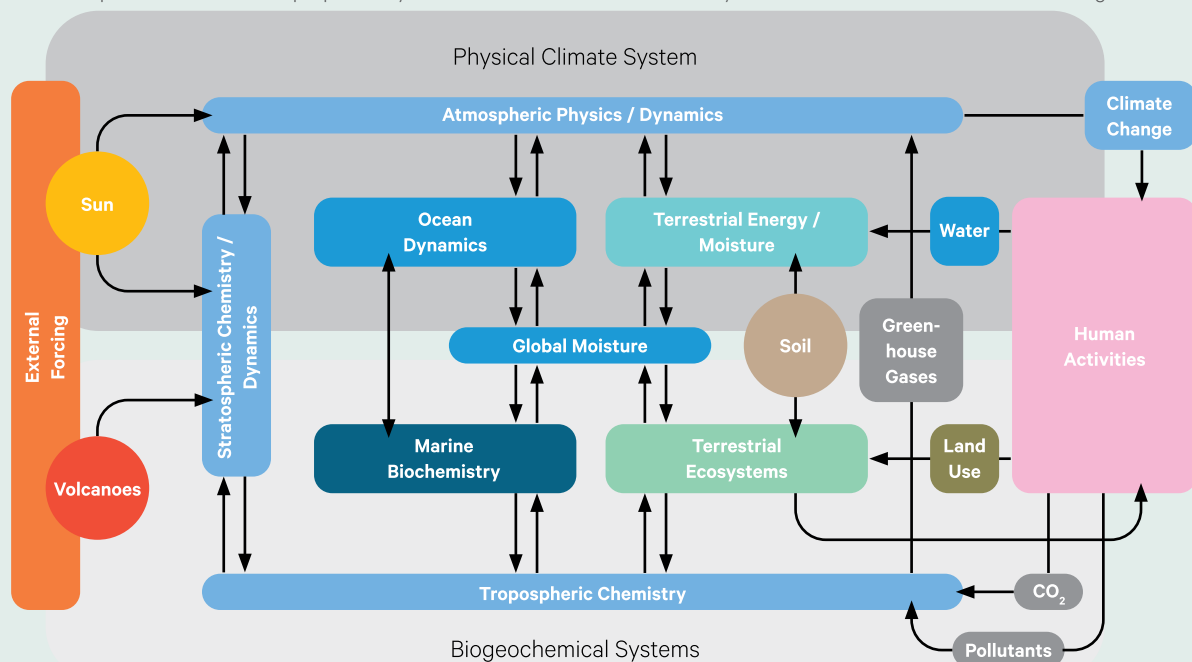 Physical Climate System
Atmospheric Physics / Dynamics
Climate
Change
Sun
Ocean
Dynamics
Terrestrial Energy /
Moisture
Water
External
Forcing
Stratospheric Chemistry /
Dynamics
Global Moisture
Soil
Green-
house
Gases
Human
Activities
Marine
Biochemistry
Terrestrial
Ecosystems
Land
Use
Volcanoes
Tropospheric Chemistry
CO₂
Biogeochemical Systems
Pollutants